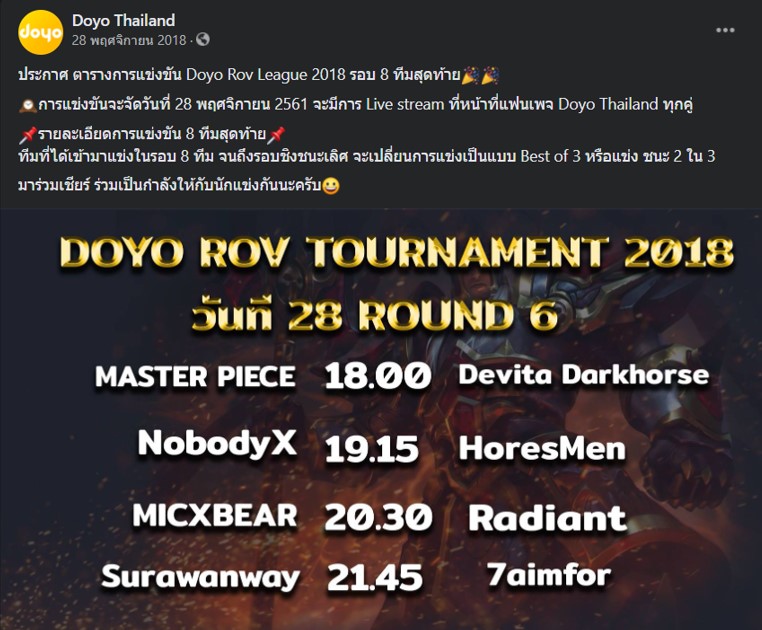 doyo
Doyo Thailand
28 พฤศจิกายน 2018 ·
ประกาศ ตารางการแข่งขัน Doyo Rov League 2018 รอบ 8 ทีมสุดท้าย🎉🎉
🕰️การแข่งขันจะจัดวันที่ 28 พฤศจิกายน 2561 จะมีการ Live stream ที่หน้าที่แฟนเพจ Doyo Thailand ทุกคู่
📌รายละเอียดการแข่งขัน 8 ทีมสุดท้าย📌
ทีมที่ได้เข้ามาแข่งในรอบ 8 ทีม จนถึงรอบชิงชนะเลิศ จะเปลี่ยนการแข่งเป็นแบบ Best of 3 หรือแข่ง ชนะ 2 ใน 3
มาร่วมเชียร์ ร่วมเป็นกำลังให้กับนักแข่งกันนะครับ😀
DOYO ROV TOURNAMENT 2018
วันที่ 28 ROUND 6
MASTER PIECE 18.00 Devita Darkhorse
NobodyX 19.15 HoresMen
MICXBEAR 20.30 Radiant
Surawanway 21.45 7aimfor